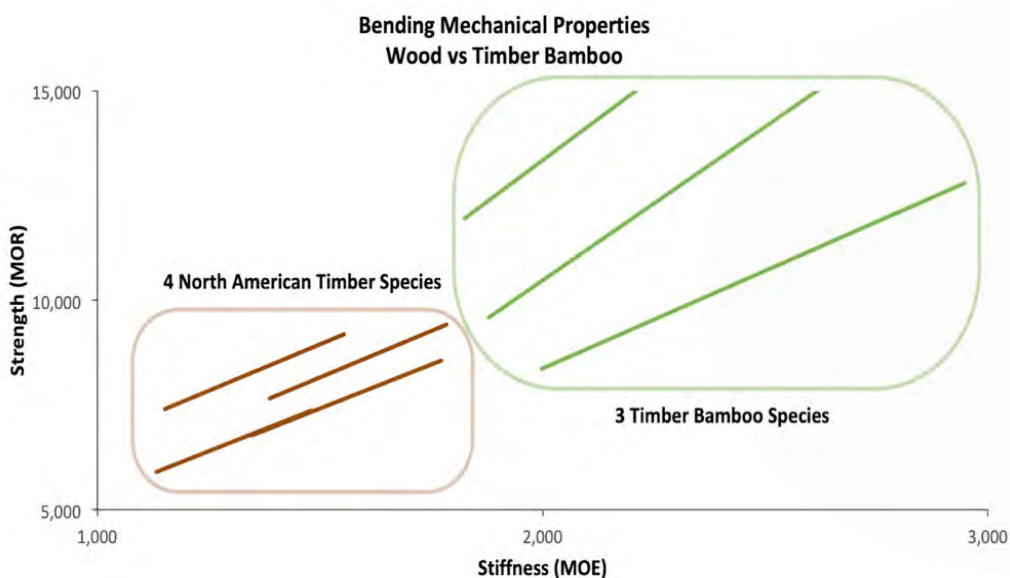 Bending Mechanical Properties
Wood vs Timber Bamboo
15,000
Strength (MOR)
4 North American Timber Species
10,000
3 Timber Bamboo Species
5,000
1,000
2,000
3,000
Stiffness (MOE)